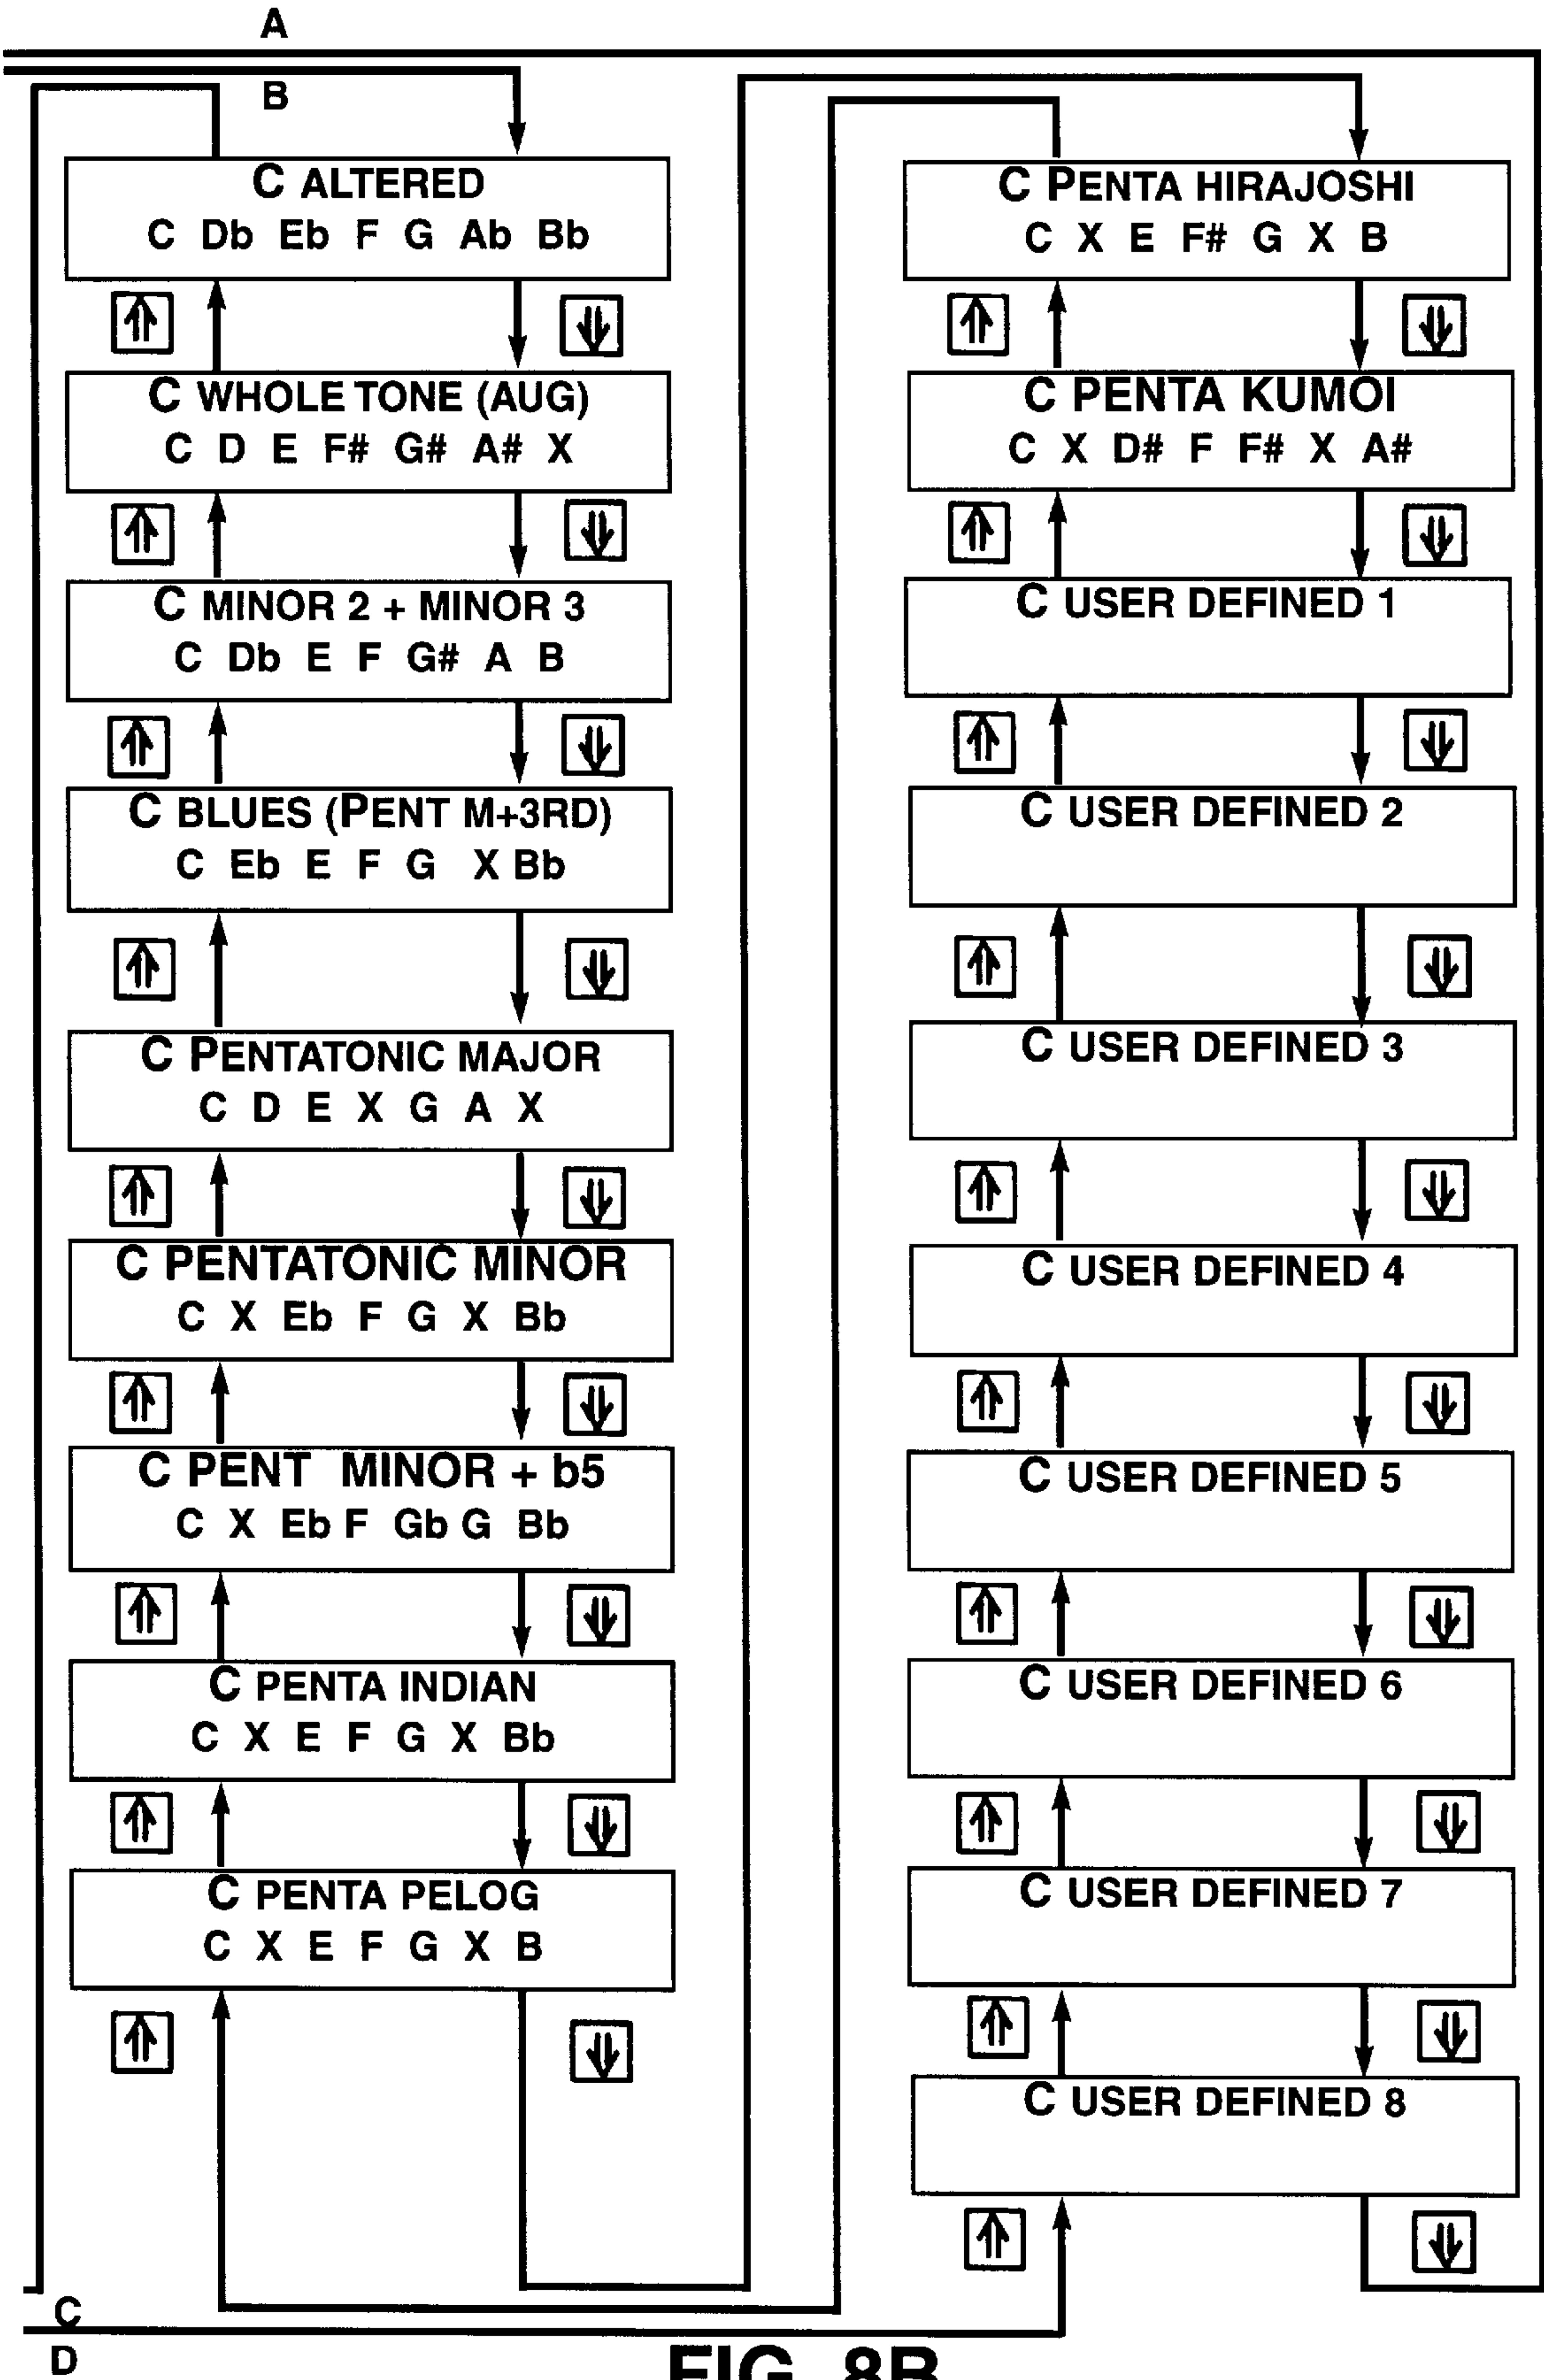 A
B
C ALTERED
C Db Eb F G Ab Bb
C WHOLE TONE (AUG)
C D E F# G# A# X
C MINOR 2 + MINOR 3
C Db E F G# A B
C BLUES (PENT M+3RD)
C Eb E F G X Bb
C PENTATONIC MAJOR
C D E X G A X
C PENTATONIC MINOR
C X Eb F G X Bb
C PENT MINOR + b5
C X Eb F Gb G Bb
C PENTA INDIAN
C X E F G X Bb
C PENTA PELOG
C X E F G X B
C PENTA HIRAJOSHI
C X E F# G X B
C PENTA KUMOI
C X D# F F# X A#
C USER DEFINED 1
C USER DEFINED 2
C USER DEFINED 3
C USER DEFINED 4
C USER DEFINED 5
C USER DEFINED 6
C USER DEFINED 7
C USER DEFINED 8
C
D
FIG. 8B